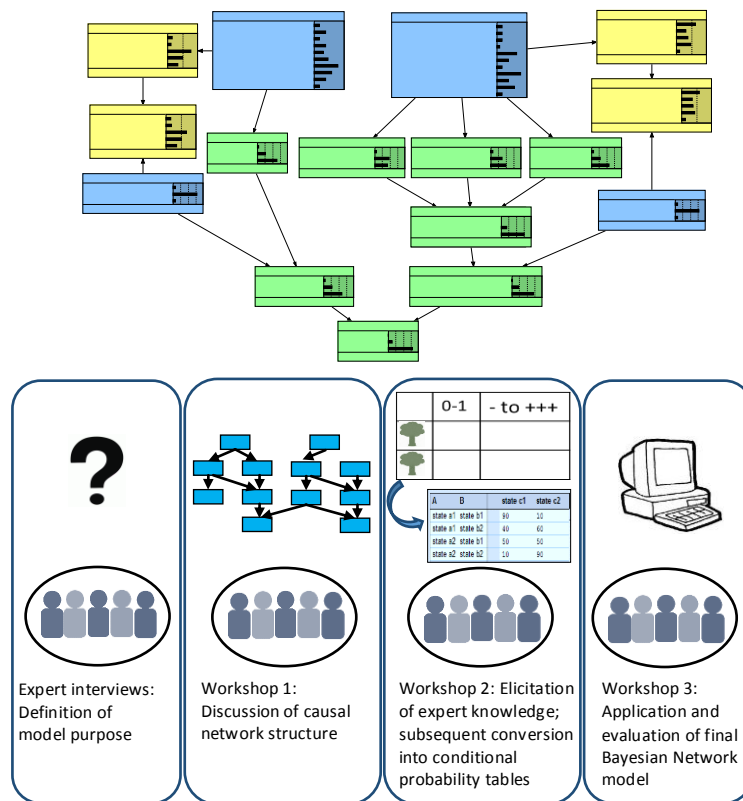 0-1 - to +++
A B state c1 state c2
state a1 state b1 90 10
state a1 state b2 40 60
state a2 state b1 50 50
state a2 state b2 10 90
?
Expert interviews:
Definition of
model purpose
Workshop 1:
Discussion of causal
network structure
Workshop 2: Elicitation
of expert knowledge;
subsequent conversion
into conditional
probability tables
Workshop 3:
Application and
evaluation of final
Bayesian Network
model